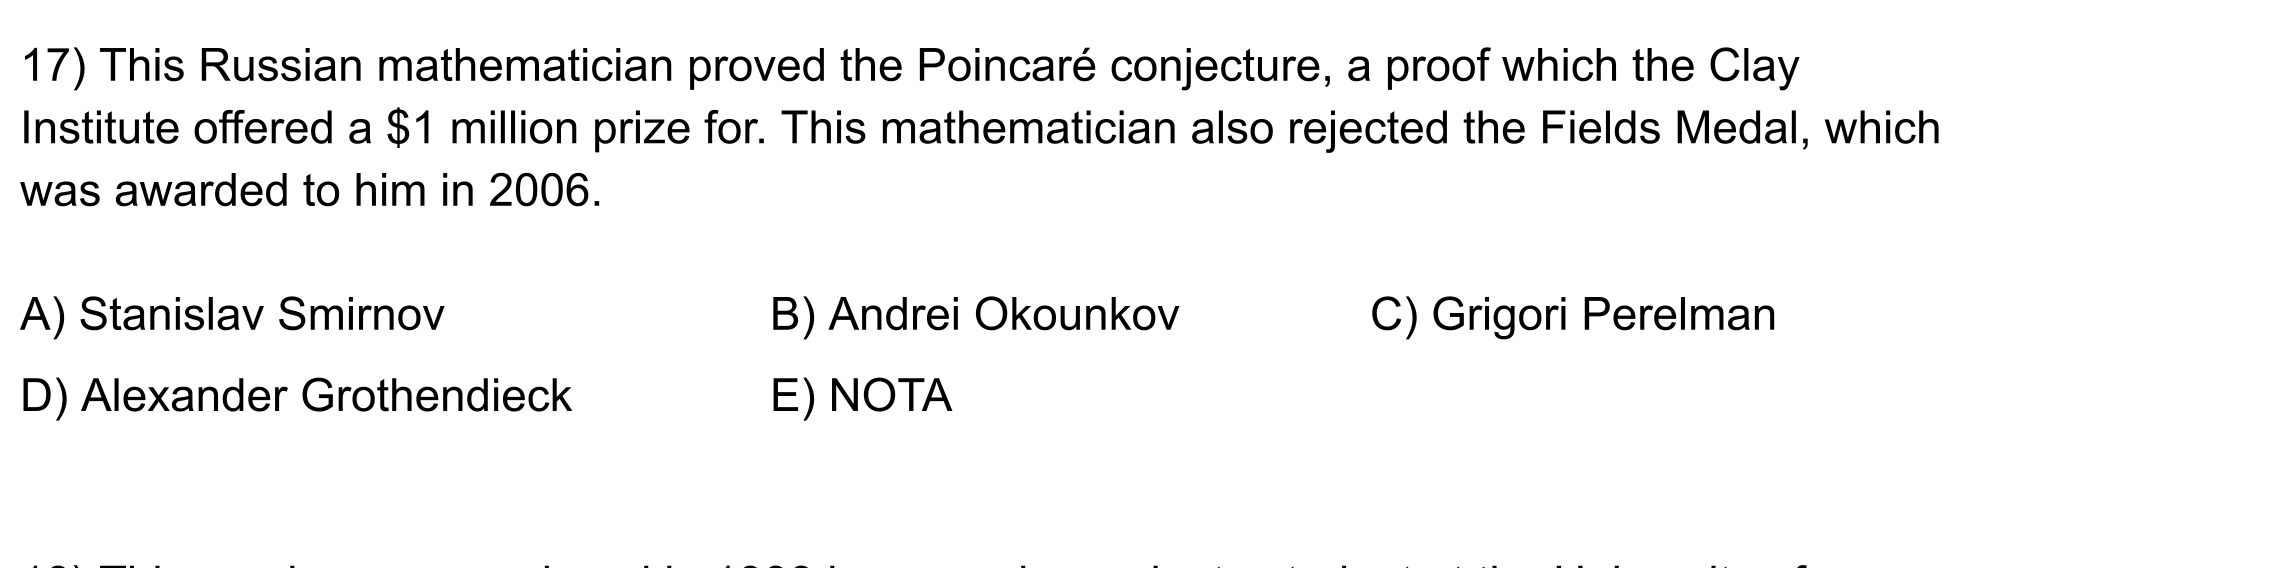 17) This Russian mathematician proved the Poincaré conjecture, a proof which the Clay
Institute offered a $1 million prize for. This mathematician also rejected the Fields Medal, which
was awarded to him in 2006.
A) Stanislav Smirnov B) Andrei Okounkov C) Grigori Perelman
D) Alexander Grothendieck E) NOTA